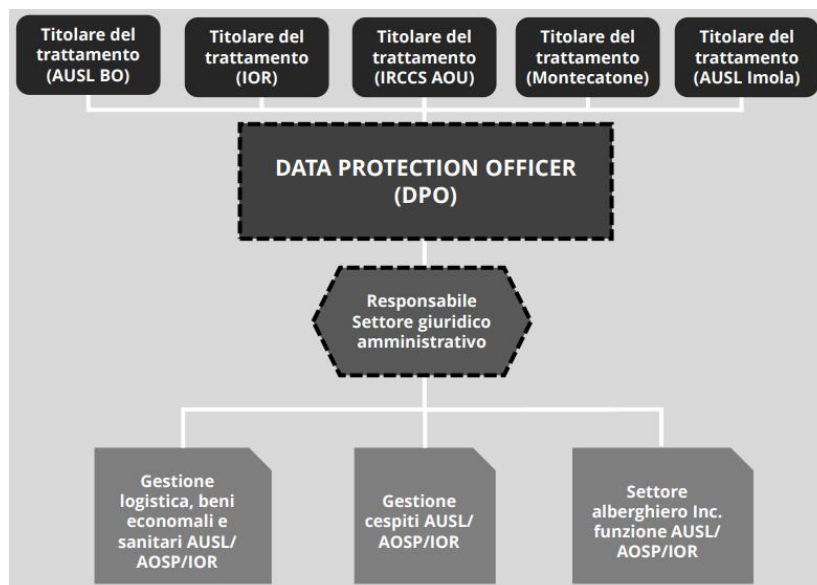 Titolare del
trattamento
(AUSL BO)
Titolare del
trattamento
(IOR)
Titolare del
trattamento
(IRCCS AOU)
Titolare del
trattamento
(Montecatone)
Titolare del
trattamento
(AUSL Imola)
DATA PROTECTION OFFICER
(DPO)
Responsabile
Settore giuridico
amministrativo
Gestione
logistica, beni
economali e
sanitari AUSL/
AOSP/IOR
Gestione
cespiti AUSL/
AOSP/IOR
Settore
alberghiero Inc.
funzione AUSL/
AOSP/IOR